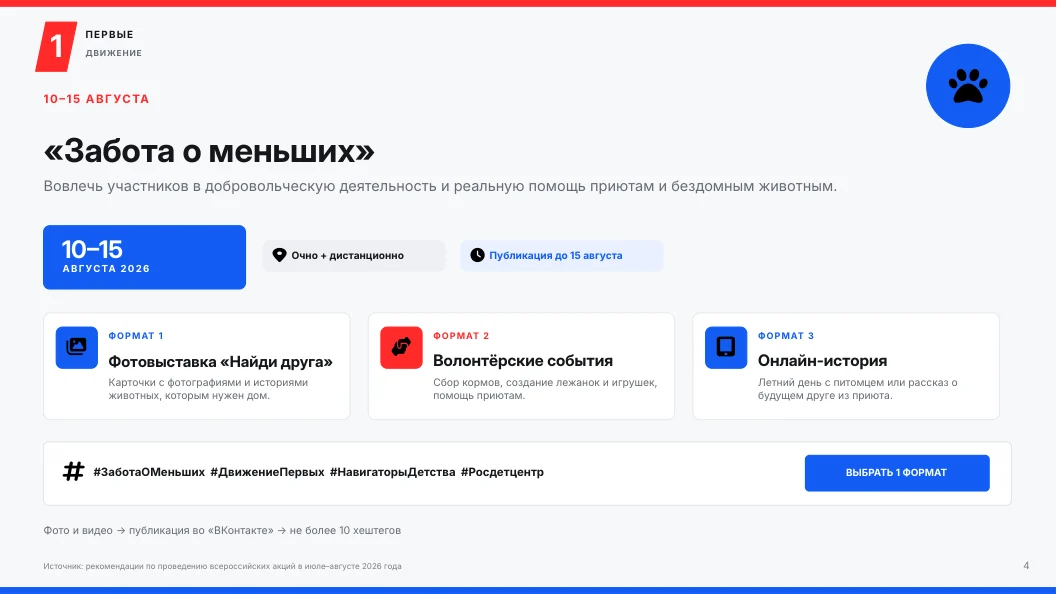 1
ПЕРВЫЕ
ДВИЖЕНИЕ
10–15 АВГУСТА
«Забота о меньших»
Вовлечь участников в добровольческую деятельность и реальную помощь приютам и бездомным животным.
10–15
АВГУСТА 2026
Очно + дистанционно
Публикация до 15 августа
ФОРМАТ 1
Фотовыставка «Найди друга»
Карточки с фотографиями и историями
животных, которым нужен дом.
ФОРМАТ 2
Волонтёрские события
Сбор кормов, создание лежанок и игрушек,
помощь приютам.
ФОРМАТ 3
Онлайн-история
Летний день с питомцем или рассказ о
будущем друге из приюта.
#ЗаботаОМеньших #ДвижениеПервых #НавигаторыДетства #Росдетцентр
ВЫБРАТЬ 1 ФОРМАТ
Фото и видео → публикация во «ВКонтакте» → не более 10 хештегов
Источник: рекомендации по проведению всероссийских акций в июле–августе 2026 года
4